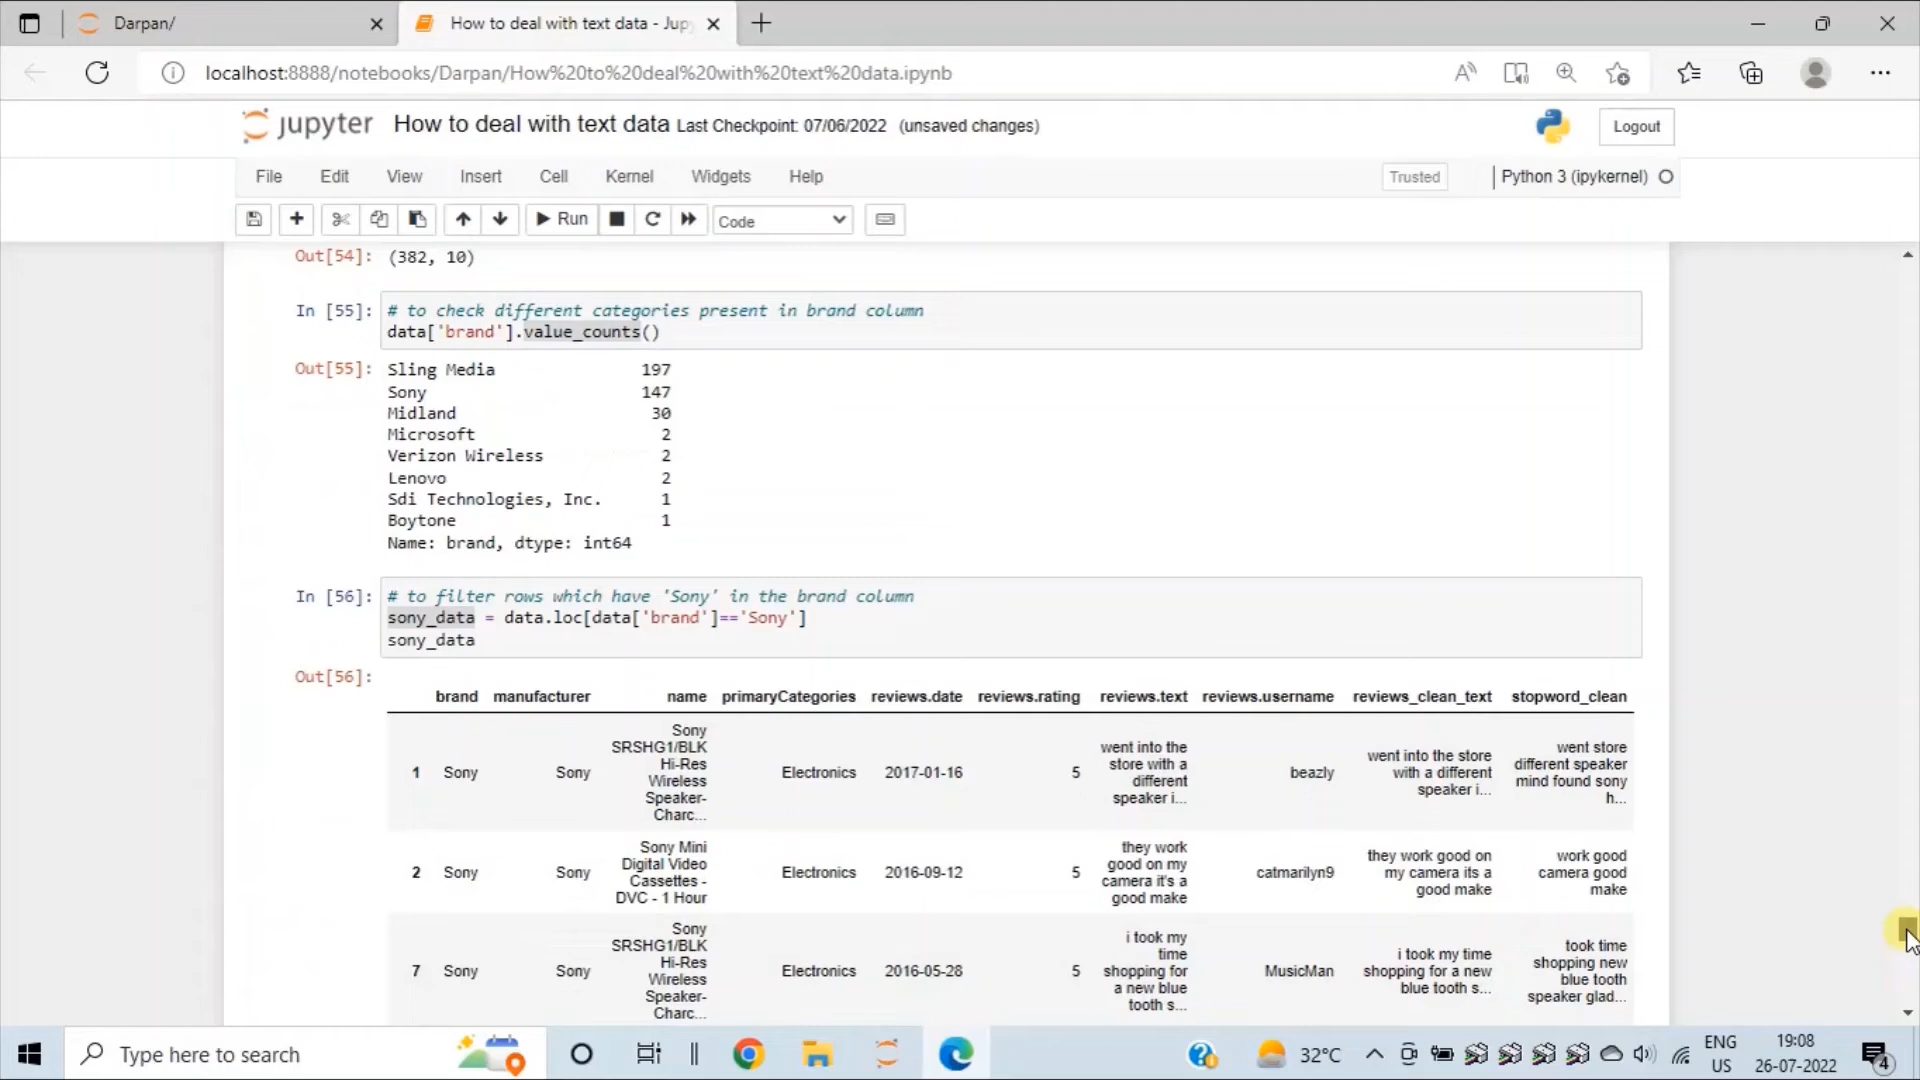 Darpan/
How to deal with text data - Jup
localhost:8888/notebooks/Darpan/How%20to%20deal%20with%20text%20data.ipynb
jupyter How to deal with text data Last Checkpoint: 07/06/2022 (unsaved changes)
Logout
File Edit View Insert Cell Kernel Widgets Help
Trusted
Python 3 (ipykernel)
Run
Code
Out[54]: (382, 10)
In [55]: # to check different categories present in brand column
data['brand'].value_counts()
Out[55]: Sling Media 197
Sony 147
Midland 30
Microsoft 2
Verizon Wireless 2
Lenovo 2
Sdi Technologies, Inc. 1
Boytone 1
Name: brand, dtype: int64
In [56]: # to filter rows which have 'Sony' in the brand column
sony_data = data.loc[data['brand']=='Sony']
sony_data
Out[56]:
brand manufacturer name primaryCategories reviews.date reviews.rating reviews.text reviews.username reviews_clean_text stopword_clean
1 Sony Sony
Sony
SRSHG1/BLK
Hi-Res
Wireless
Speaker-
Charc...
Electronics 2017-01-16 5
went into the
store with a
different
speaker i...
beazly
went into the store
with a different
speaker i...
went store
different speaker
mind found sony
h...
2 Sony Sony
Sony Mini
Digital Video
Cassettes -
DVC - 1 Hour
Electronics 2016-09-12 5
they work
good on my
camera it's a
good make
catmarilyn9
they work good on
my camera its a
good make
work good
camera good
make
7 Sony Sony
Sony
SRSHG1/BLK
Hi-Res
Wireless
Speaker-
Charc...
Electronics 2016-05-28 5
i took my
time
shopping for
a new blue
tooth s...
MusicMan
i took my time
shopping for a new
blue tooth s...
took time
shopping new
blue tooth
speaker glad...
Type here to search
32°C
ENG
US
19:08
26-07-2022
4